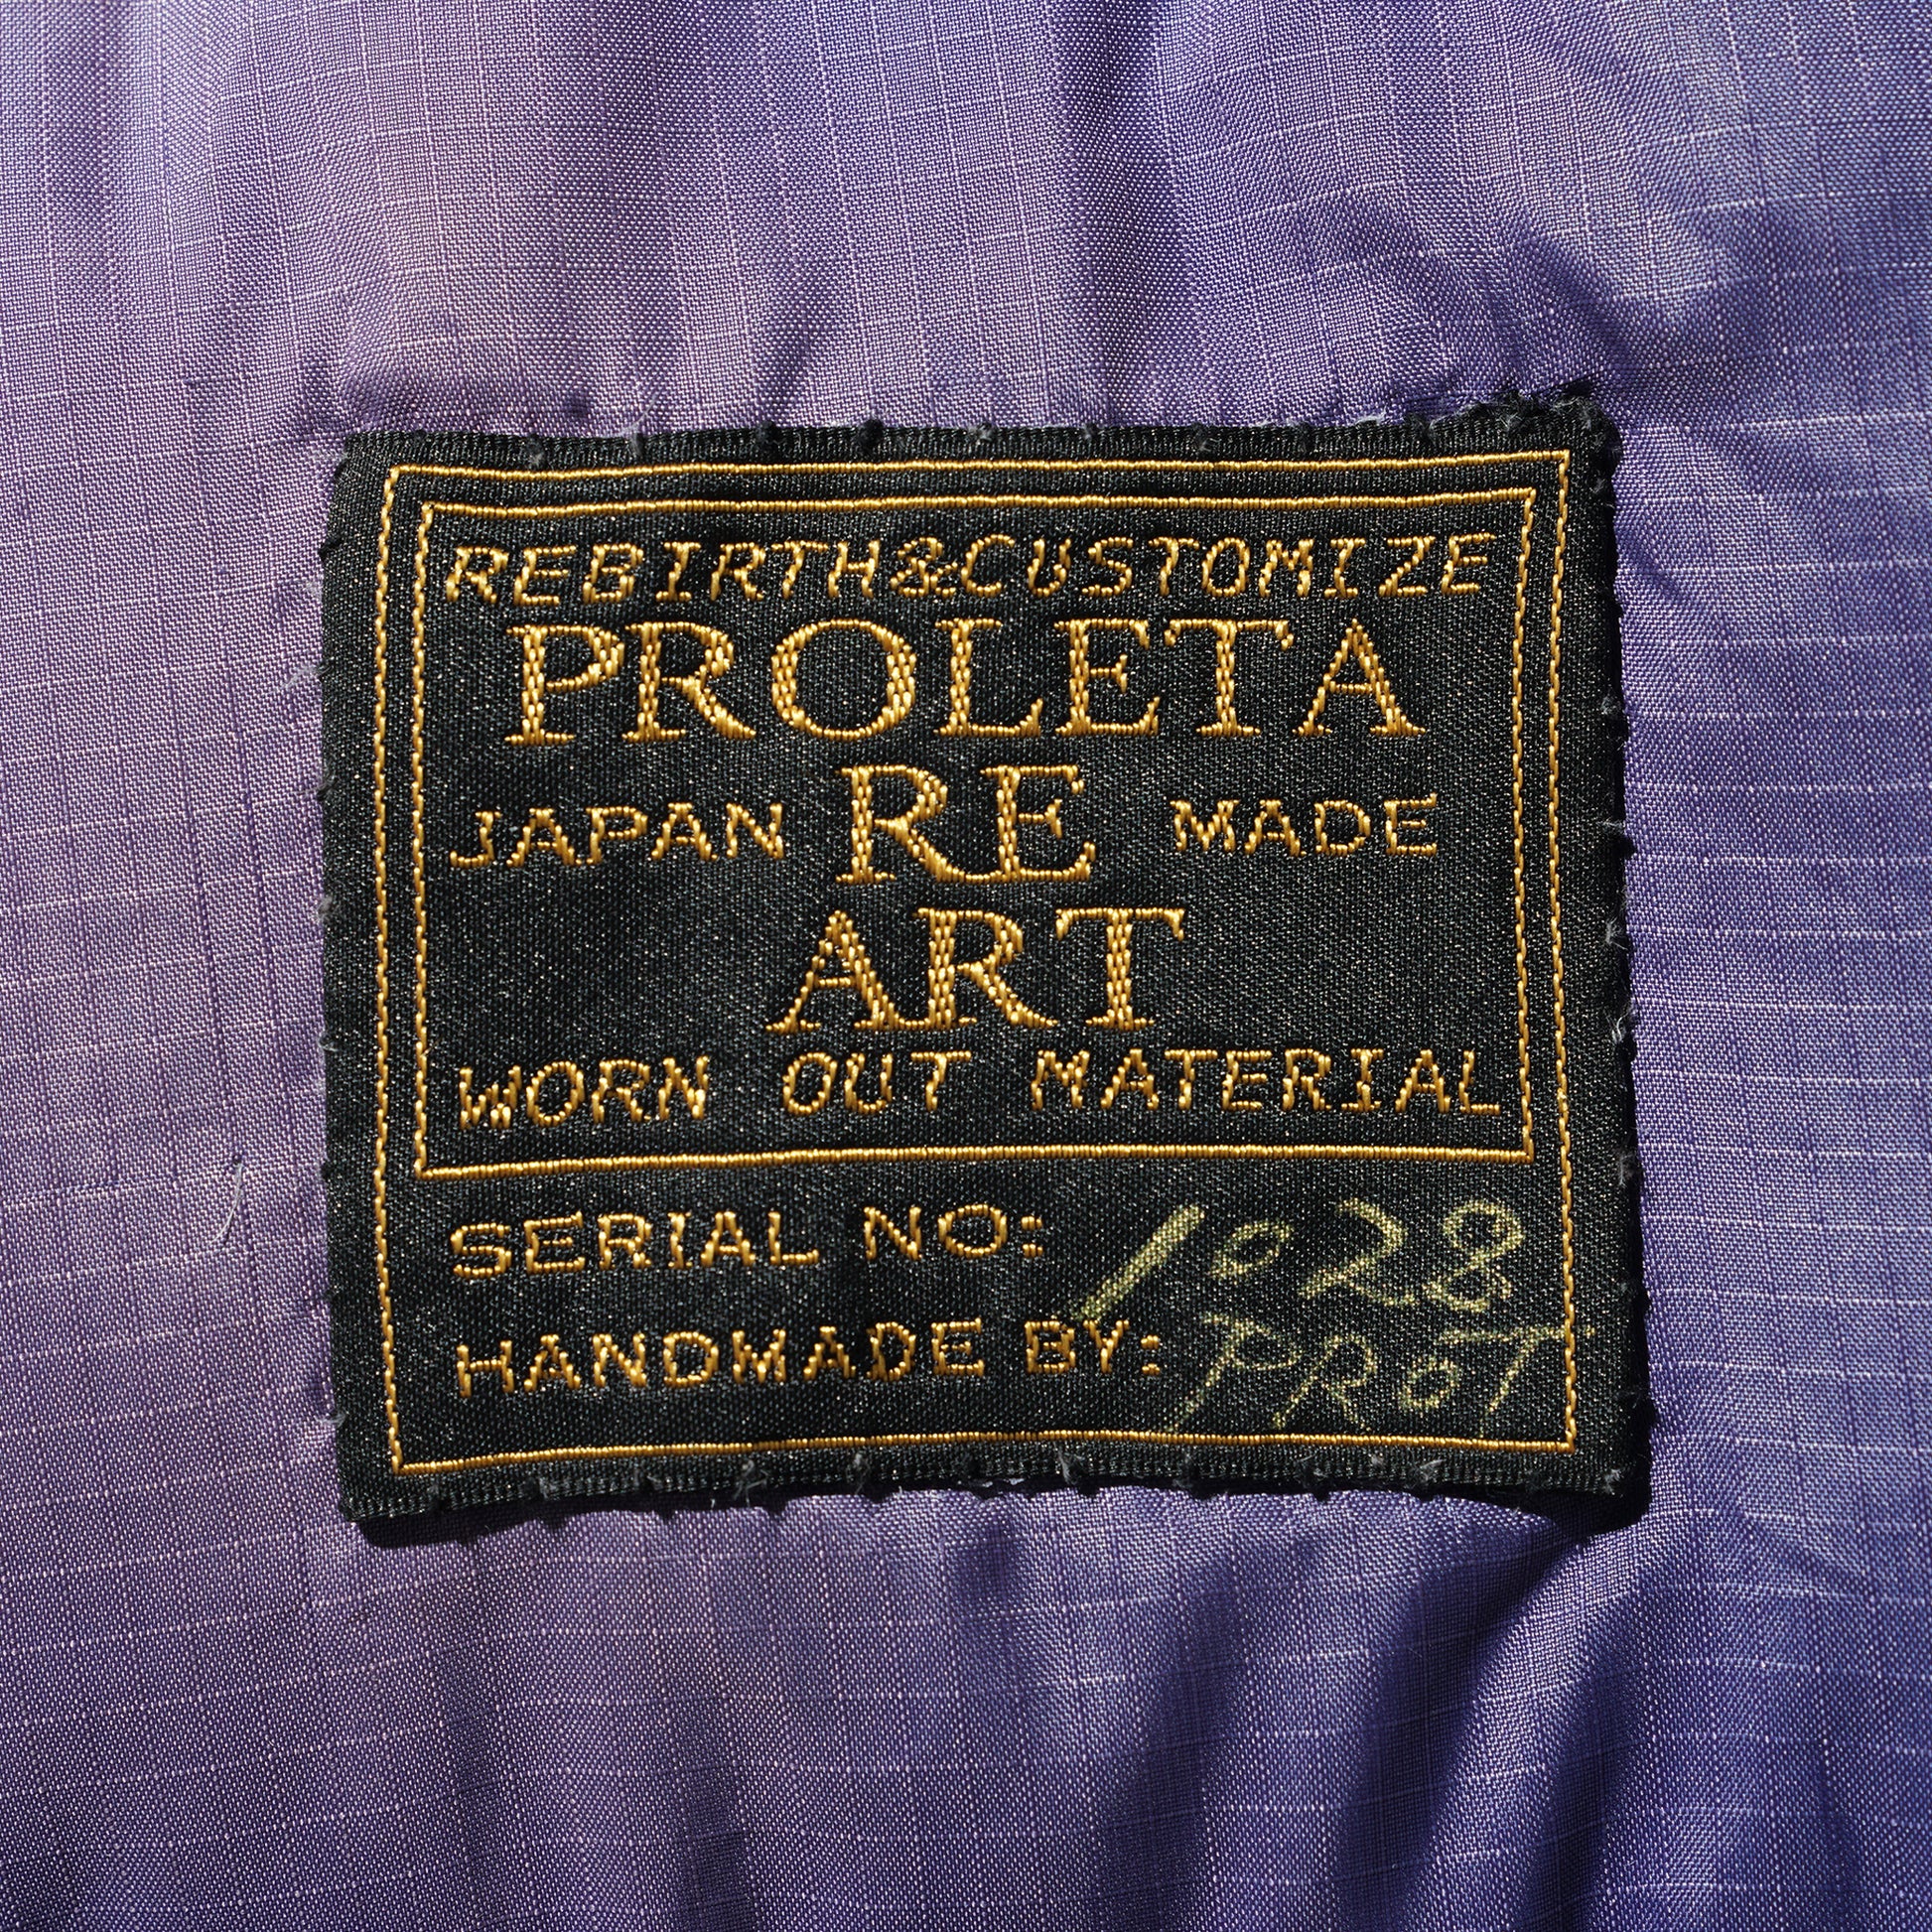 REBIRTH&CUSTOMIZE
PROLETA
JAPAN RE MADE
ART
WORN OUT MATERIAL
SERIAL NO: 1028
HANDMADE BY: PROT